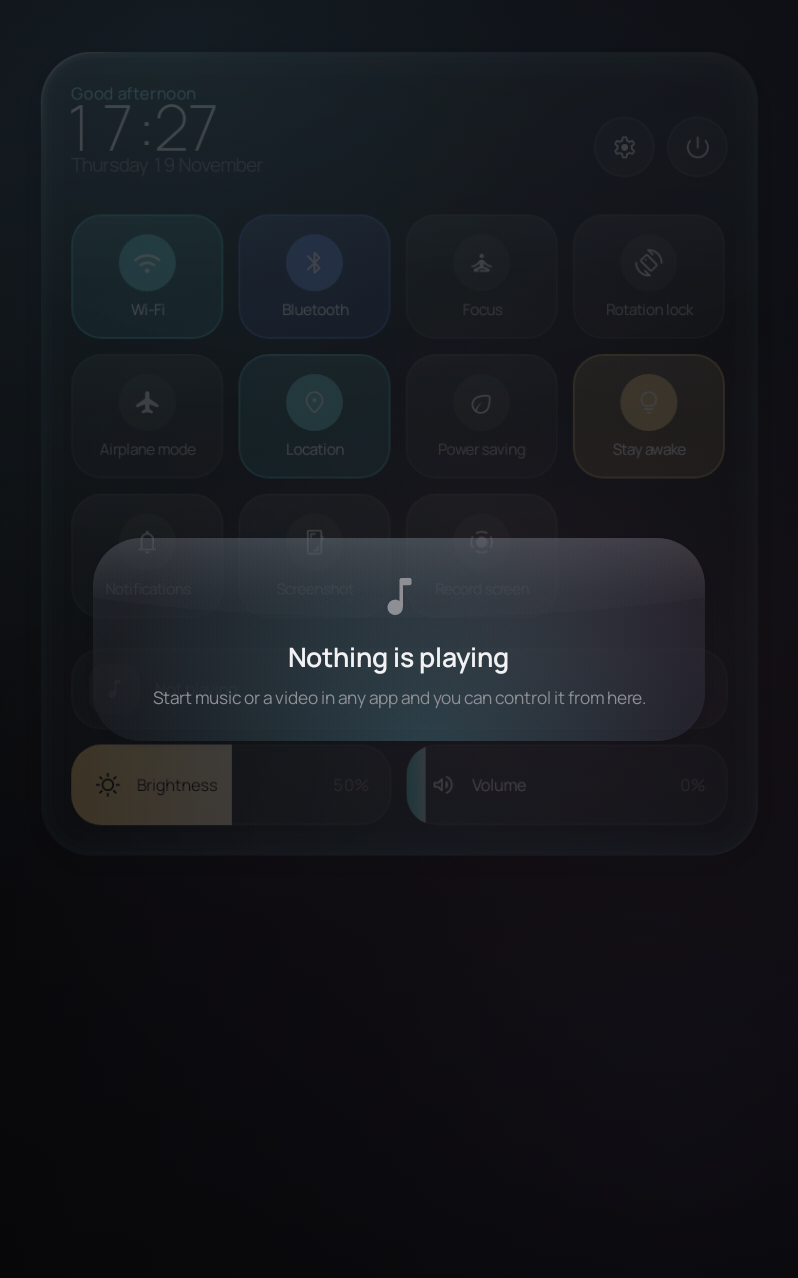 Good afternoon
17:27
Thursday 19 November
Wi-Fi
Bluetooth
Focus
Rotation lock
Airplane mode
Location
Power saving
Stay awake
Notifications
Screenshot
Record screen
Nothing is playing
Start music or a video in any app and you can control it from here.
Brightness
50%
Volume
0%